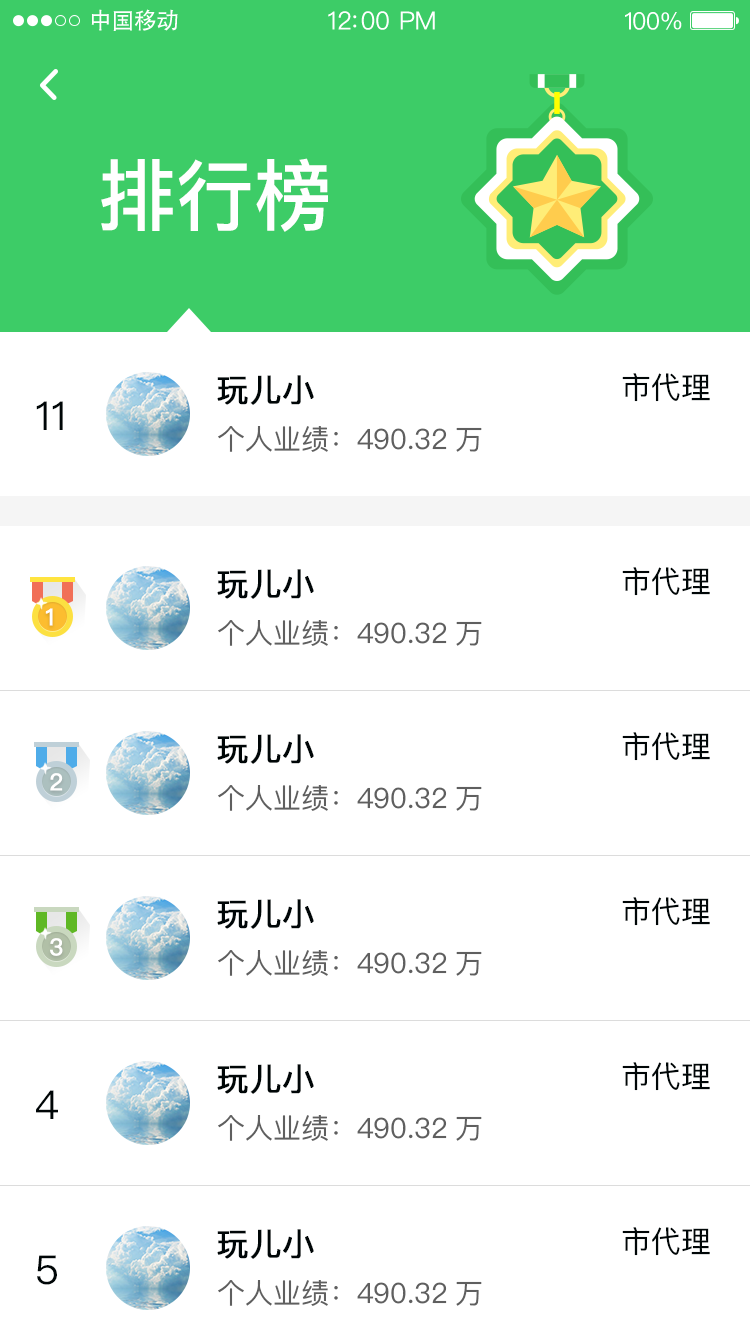 中国移动 12:00 PM 100%
排行榜
11 玩儿小 市代理
个人业绩：490.32 万
1 玩儿小 市代理
个人业绩：490.32 万
2 玩儿小 市代理
个人业绩：490.32 万
3 玩儿小 市代理
个人业绩：490.32 万
4 玩儿小 市代理
个人业绩：490.32 万
5 玩儿小 市代理
个人业绩：490.32 万